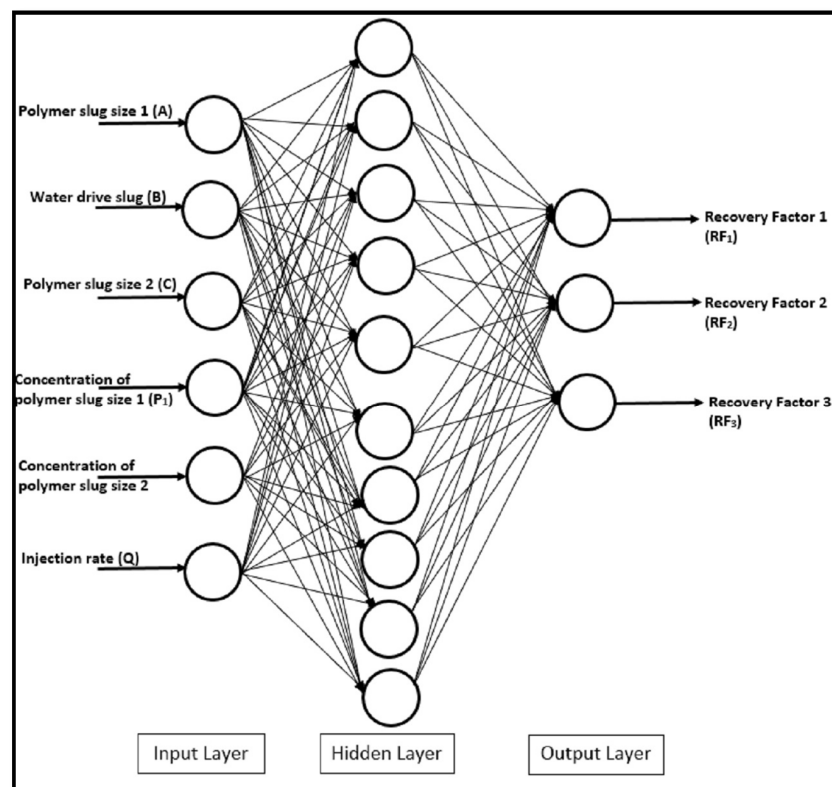 Polymer slug size 1 (A)
Water drive slug (B)
Polymer slug size 2 (C)
Concentration of
polymer slug size 1 (P₁)
Concentration of
polymer slug size 2
Injection rate (Q)
Recovery Factor 1
(RF₁)
Recovery Factor 2
(RF₂)
Recovery Factor 3
(RF₃)
Input Layer
Hidden Layer
Output Layer